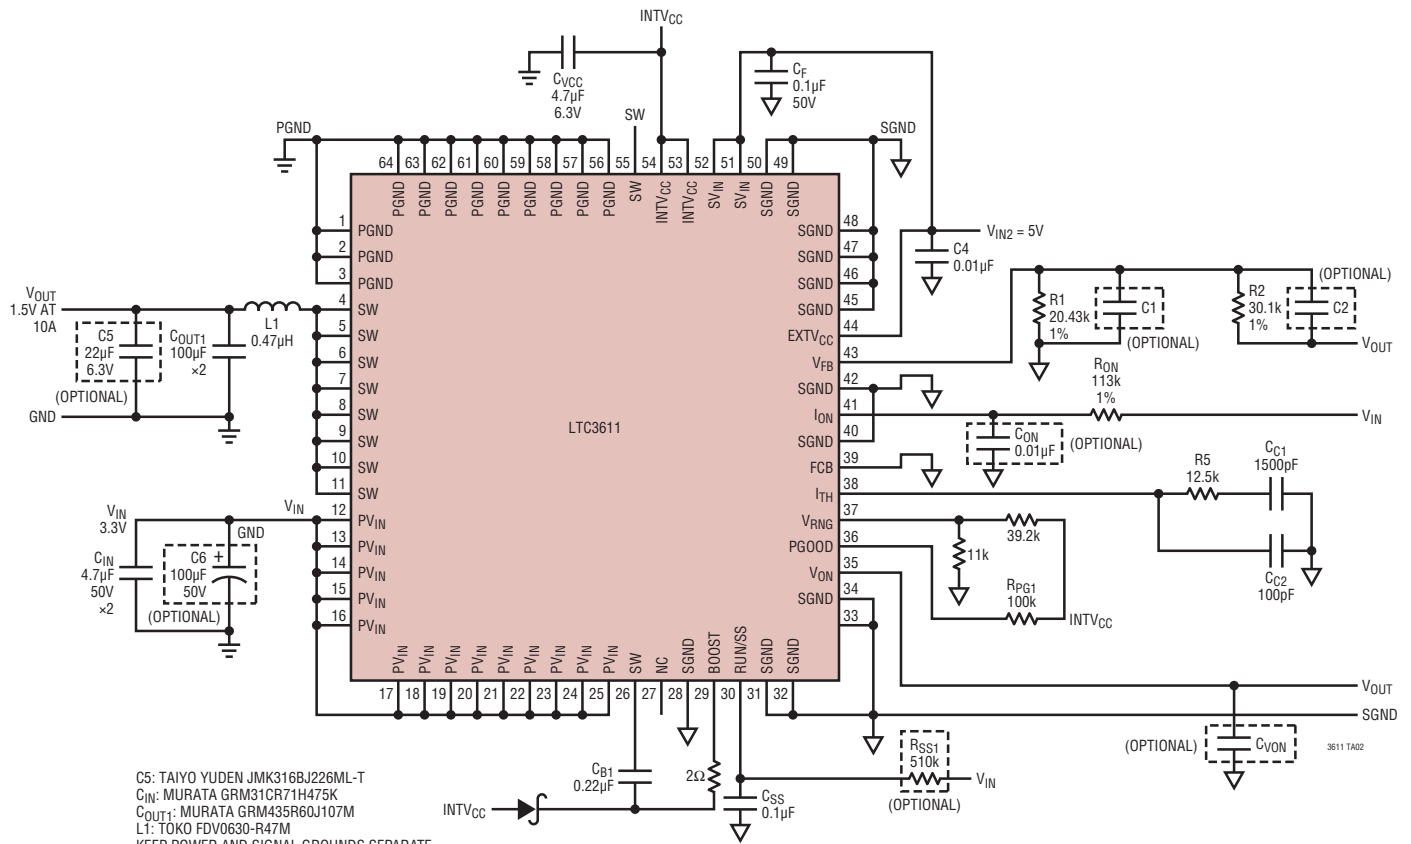 INTVCC
CVCC
4.7µF
6.3V
CF
0.1µF
50V
SW
PGND
SGND
64 63 62 61 60 59 58 57 56 55 54 53 52 51 50 49
PGND PGND PGND PGND PGND PGND PGND PGND PGND SW INTVCC INTVCC SVIN SVIN SGND SGND
1 PGND
2 PGND
3 PGND
4 SW
5 SW
6 SW
7 SW
8 SW
9 SW
10 SW
11 SW
12 PVIN
13 PVIN
14 PVIN
15 PVIN
16 PVIN
LTC3611
SGND 48
SGND 47
SGND 46
SGND 45
EXTVCC 44
VFB 43
SGND 42
ION 41
SGND 40
FCB 39
ITH 38
VRNG 37
PGOOD 36
VON 35
SGND 34
33
PVIN PVIN PVIN PVIN PVIN PVIN PVIN PVIN PVIN SW NC SGND BOOST RUN/SS SGND SGND
17 18 19 20 21 22 23 24 25 26 27 28 29 30 31 32
VOUT
1.5V AT
10A
C5
22µF
6.3V
(OPTIONAL)
COUT1
100µF
×2
L1
0.47µH
GND
VIN
3.3V
VIN
GND
CIN
4.7µF
50V
×2
C6
+
100µF
50V
(OPTIONAL)
VIN2 = 5V
C4
0.01µF
R1
20.43k
1%
C1
(OPTIONAL)
R2
30.1k
1%
(OPTIONAL)
C2
VOUT
RON
113k
1%
VIN
CON
0.01µF
(OPTIONAL)
R5
12.5k
CC1
1500pF
CC2
100pF
39.2k
11k
RPG1
100k
INTVCC
VOUT
SGND
(OPTIONAL)
CVON
3611 TA02
RSS1
510k
(OPTIONAL)
VIN
CSS
0.1µF
2Ω
CB1
0.22µF
INTVCC
C5: TAIYO YUDEN JMK316BJ226ML-T
CIN: MURATA GRM31CR71H475K
COUT1: MURATA GRM435R60J107M
L1: TOKO FDV0630-R47M
KEEP POWER AND SIGNAL GROUNDS SEPARATE